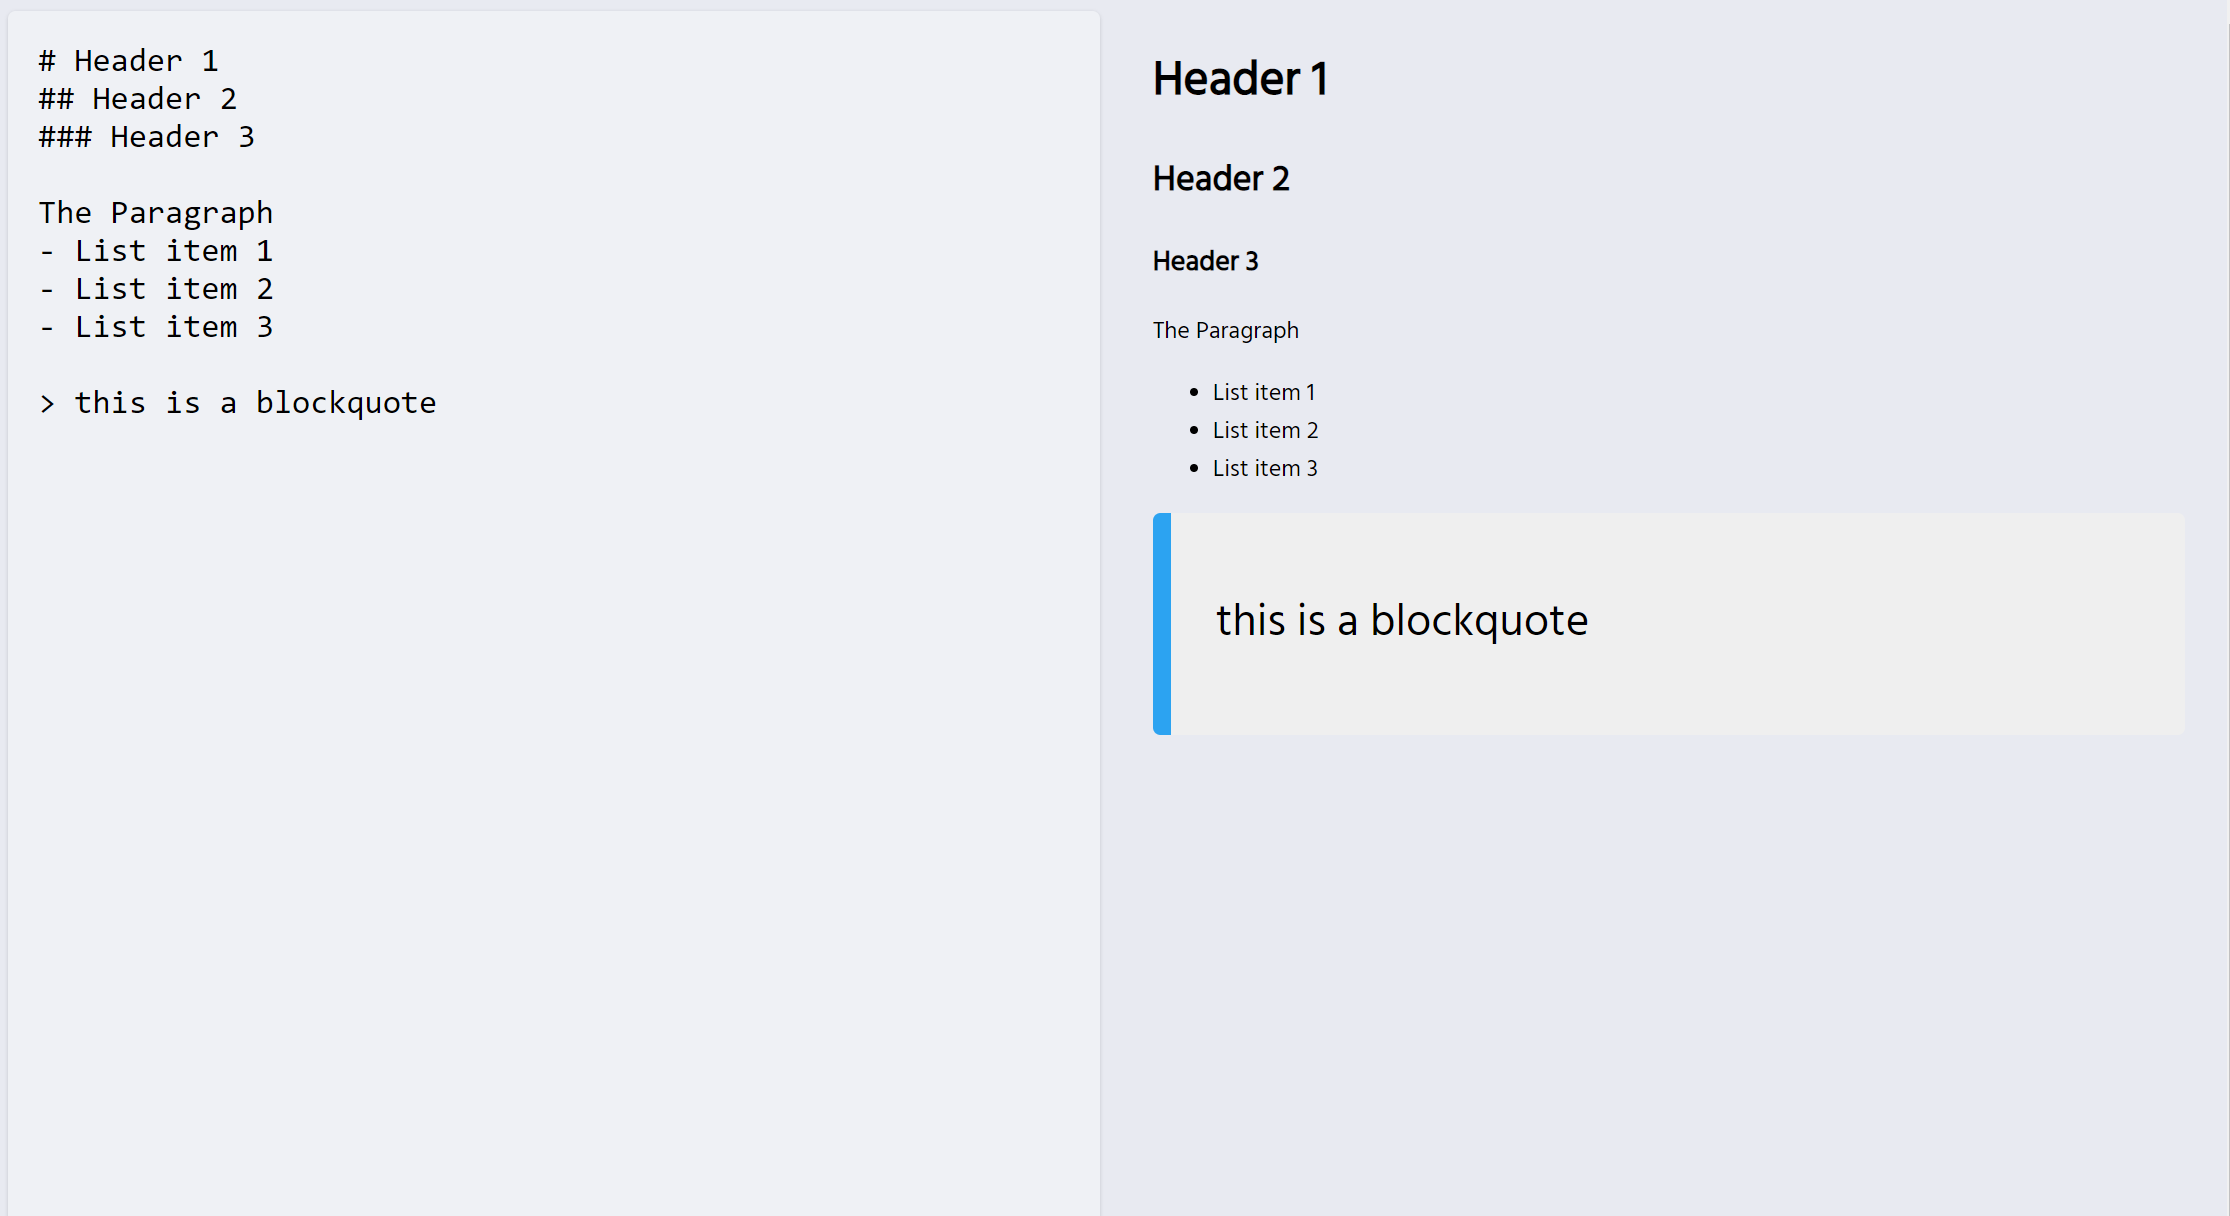 # Header 1
## Header 2
### Header 3
The Paragraph
- List item 1
- List item 2
- List item 3
> this is a blockquote
Header 1
Header 2
Header 3
The Paragraph
• List item 1
• List item 2
• List item 3
this is a blockquote